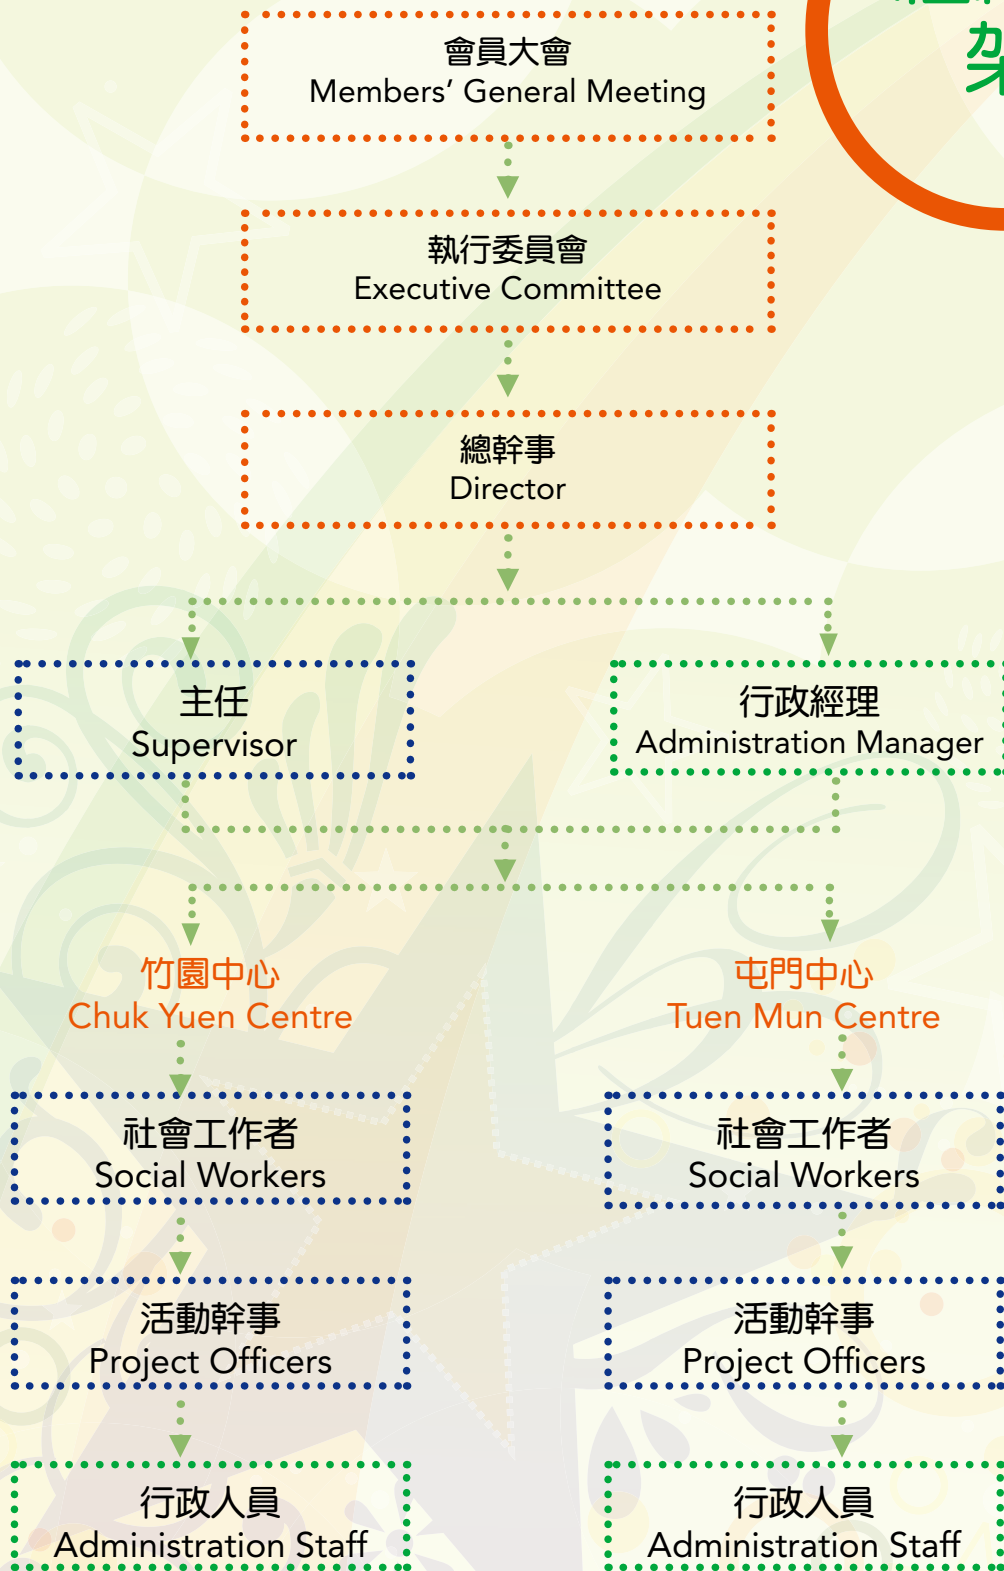 會員大會
Members’ General Meeting
執行委員會
Executive Committee
總幹事
Director
主任
Supervisor
行政經理
Administration Manager
竹園中心
Chuk Yuen Centre
屯門中心
Tuen Mun Centre
社會工作者
Social Workers
社會工作者
Social Workers
活動幹事
Project Officers
活動幹事
Project Officers
行政人員
Administration Staff
行政人員
Administration Staff